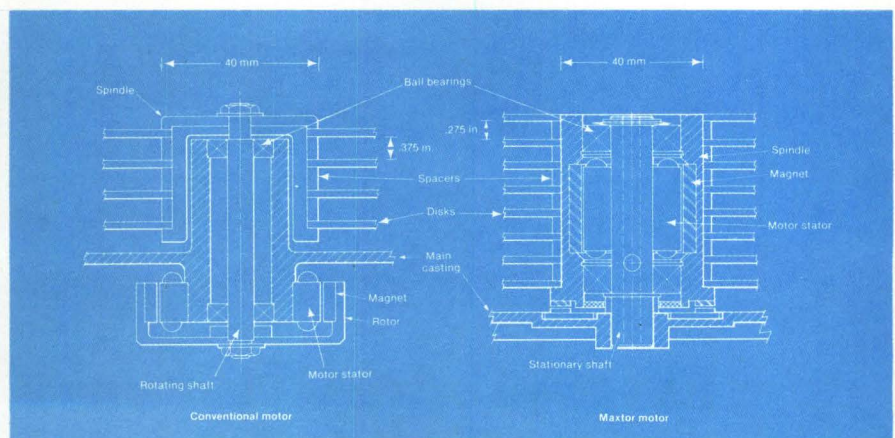 40 mm
40 mm
Ball bearings
Spindle
.275 in
.375 in.
Spindle
Magnet
Spacers
Disks
Motor stator
Main
casting
Magnet
Rotor
Rotating shaft
Motor stator
Stationary shaft
Conventional motor
Maxtor motor